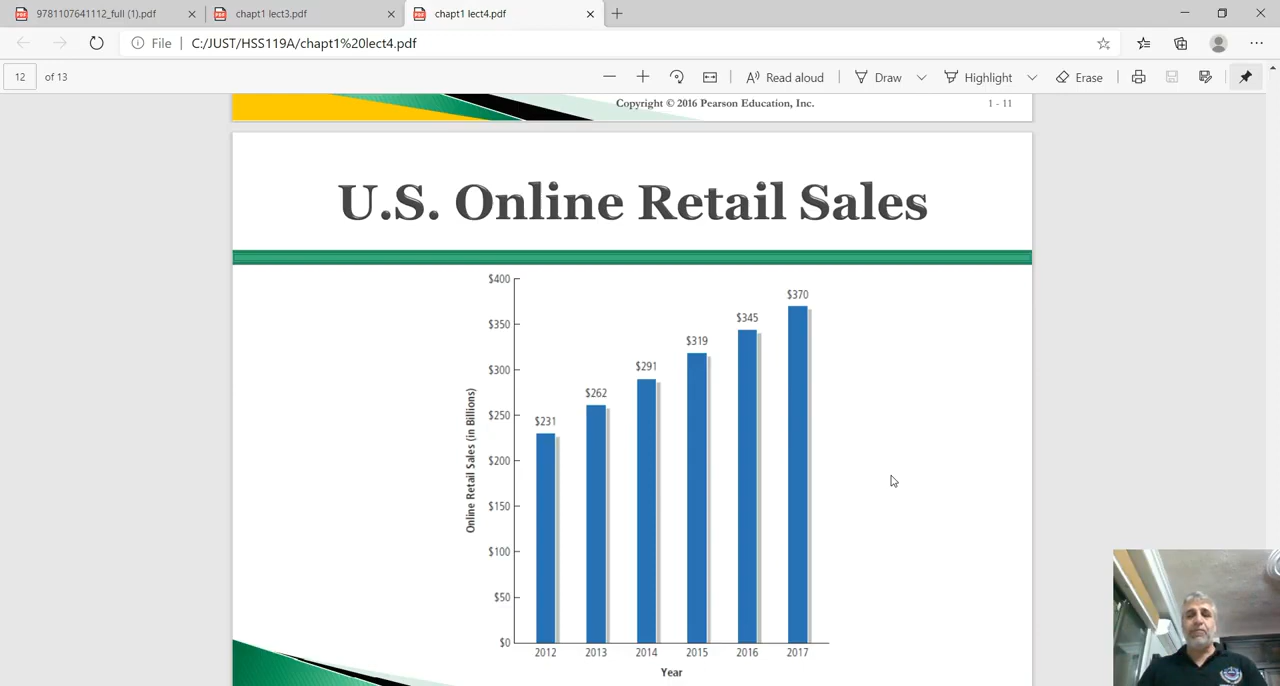 9781107641112_full (1).pdf
chapt1 lect3.pdf
chapt1 lect4.pdf
File
C:/JUST/HSS119A/chapt1%20lect4.pdf
12 of 13
Read aloud
Draw
Highlight
Erase
Copyright © 2016 Pearson Education, Inc.
1 - 11
U.S. Online Retail Sales
Online Retail Sales (in Billions)
$400
$350
$300
$250
$200
$150
$100
$50
$0
$231
$262
$291
$319
$345
$370
2012 2013 2014 2015 2016 2017
Year